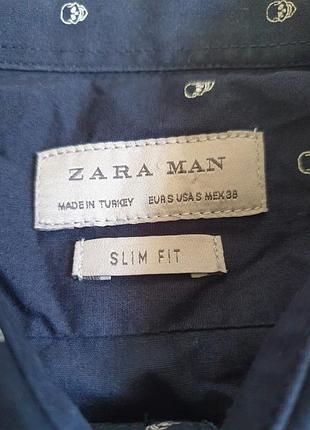 ZARA MAN
MADE IN TURKEY EUR S USA S MEX 38
SLIM FIT